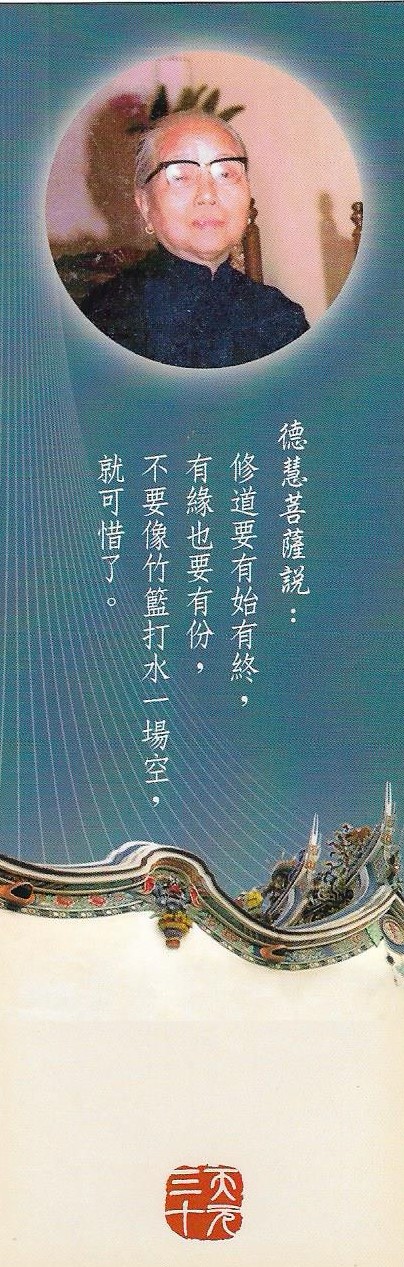 德慧菩薩說：
修道要有始有終，
有緣也要有份，
不要像竹籃打水一場空，
就可惜了。
天元
三十